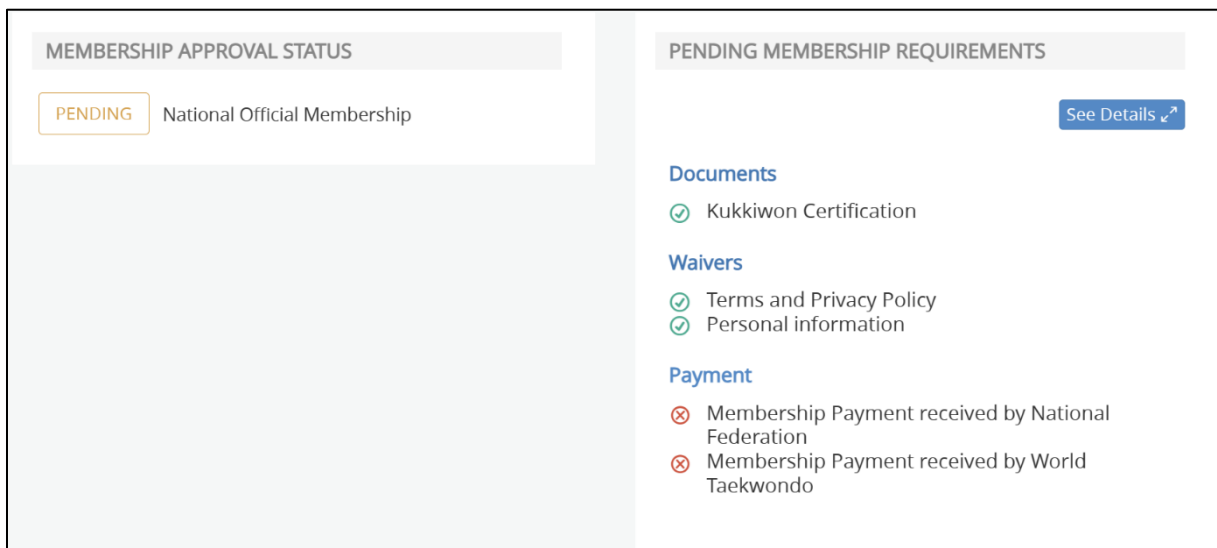 MEMBERSHIP APPROVAL STATUS
PENDING National Official Membership
PENDING MEMBERSHIP REQUIREMENTS
See Details
Documents
Kukkiwon Certification
Waivers
Terms and Privacy Policy
Personal information
Payment
Membership Payment received by National
Federation
Membership Payment received by World
Taekwondo